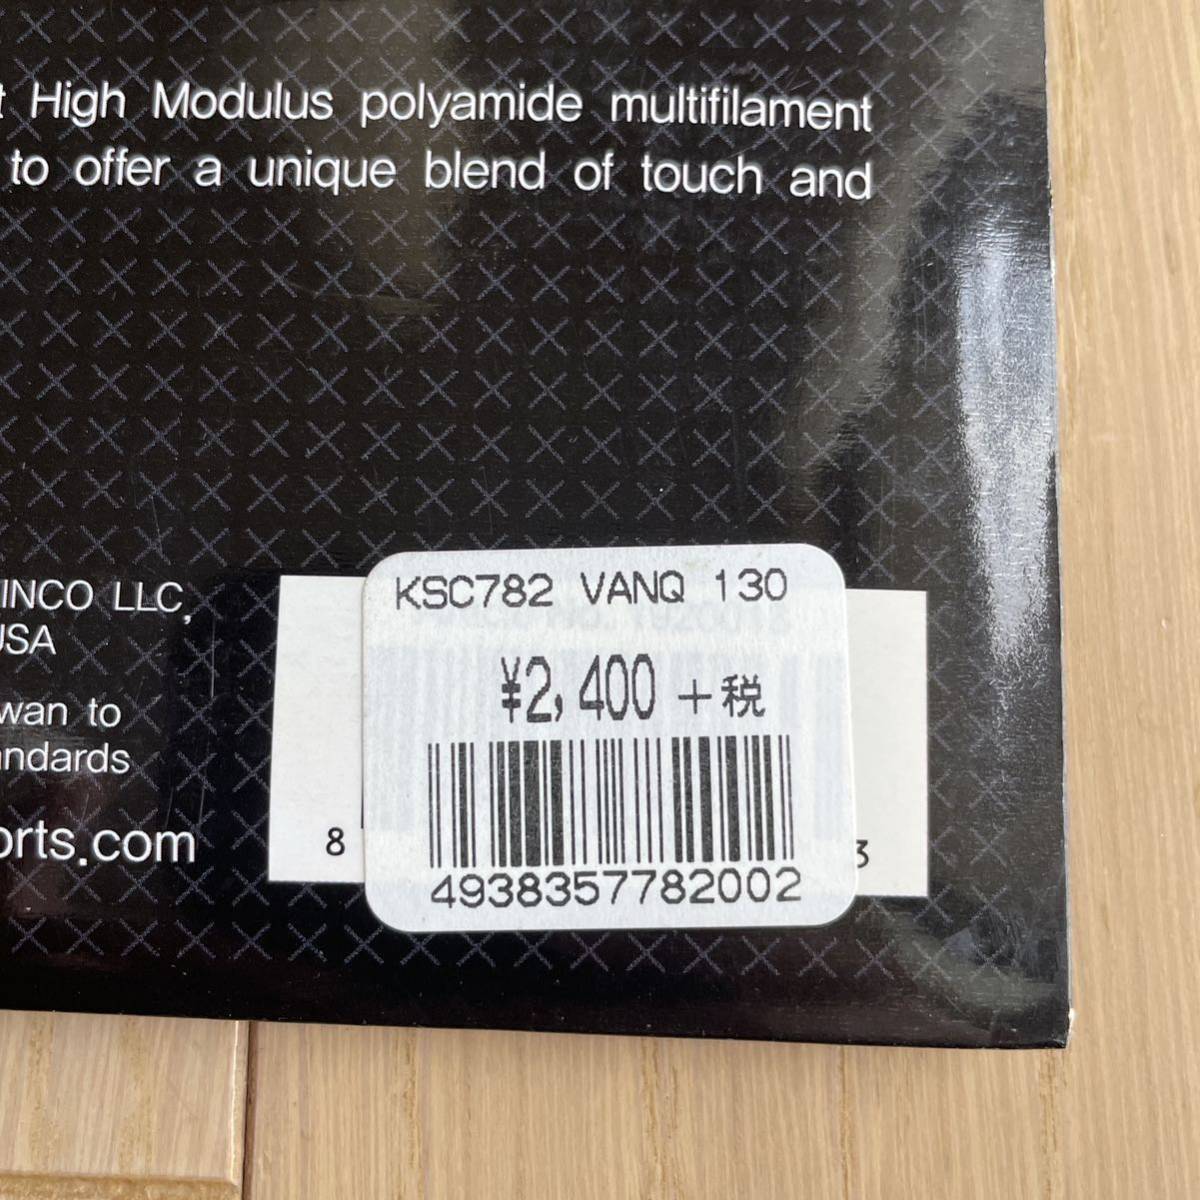 High Modulus polyamide multifilament
to offer a unique blend of touch and
INCO LLC,
USA
wan to
andards
orts.com
KSC782 VANQ 130
¥2,400 +税
8
3
4938357782002